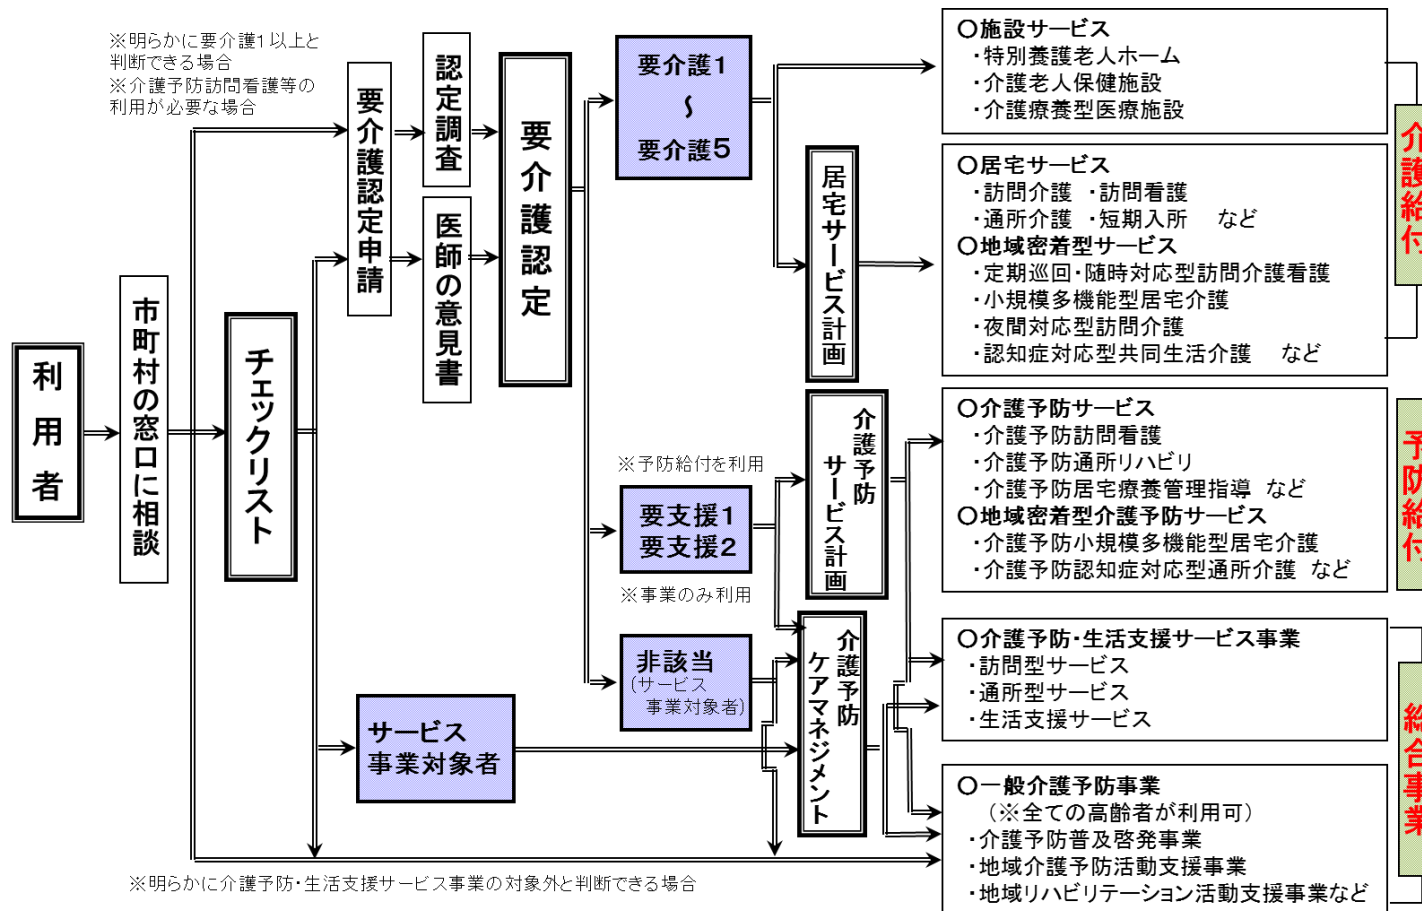 ※明らかに要介護1以上と
判断できる場合
※介護予防訪問看護等の
利用が必要な場合
利用者
市町村の窓口に相談
チェックリスト
要介護認定申請
認定調査
医師の意見書
要介護認定
要介護1
～
要介護5
※予防給付を利用
要支援1
要支援2
※事業のみ利用
非該当
(サービス
事業対象者)
サービス
事業対象者
居宅サービス計画
介護予防
サービス計画
介護予防
ケアマネジメント
〇施設サービス
・特別養護老人ホーム
・介護老人保健施設
・介護療養型医療施設
〇居宅サービス
・訪問介護 ・訪問看護
・通所介護 ・短期入所 など
〇地域密着型サービス
・定期巡回・随時対応型訪問介護看護
・小規模多機能型居宅介護
・夜間対応型訪問介護
・認知症対応型共同生活介護 など
介護給付
〇介護予防サービス
・介護予防訪問看護
・介護予防通所リハビリ
・介護予防居宅療養管理指導 など
〇地域密着型介護予防サービス
・介護予防小規模多機能型居宅介護
・介護予防認知症対応型通所介護 など
予防給付
〇介護予防・生活支援サービス事業
・訪問型サービス
・通所型サービス
・生活支援サービス
〇一般介護予防事業
(※全ての高齢者が利用可)
・介護予防普及啓発事業
・地域介護予防活動支援事業
・地域リハビリテーション活動支援事業など
総合事業
※明らかに介護予防・生活支援サービス事業の対象外と判断できる場合